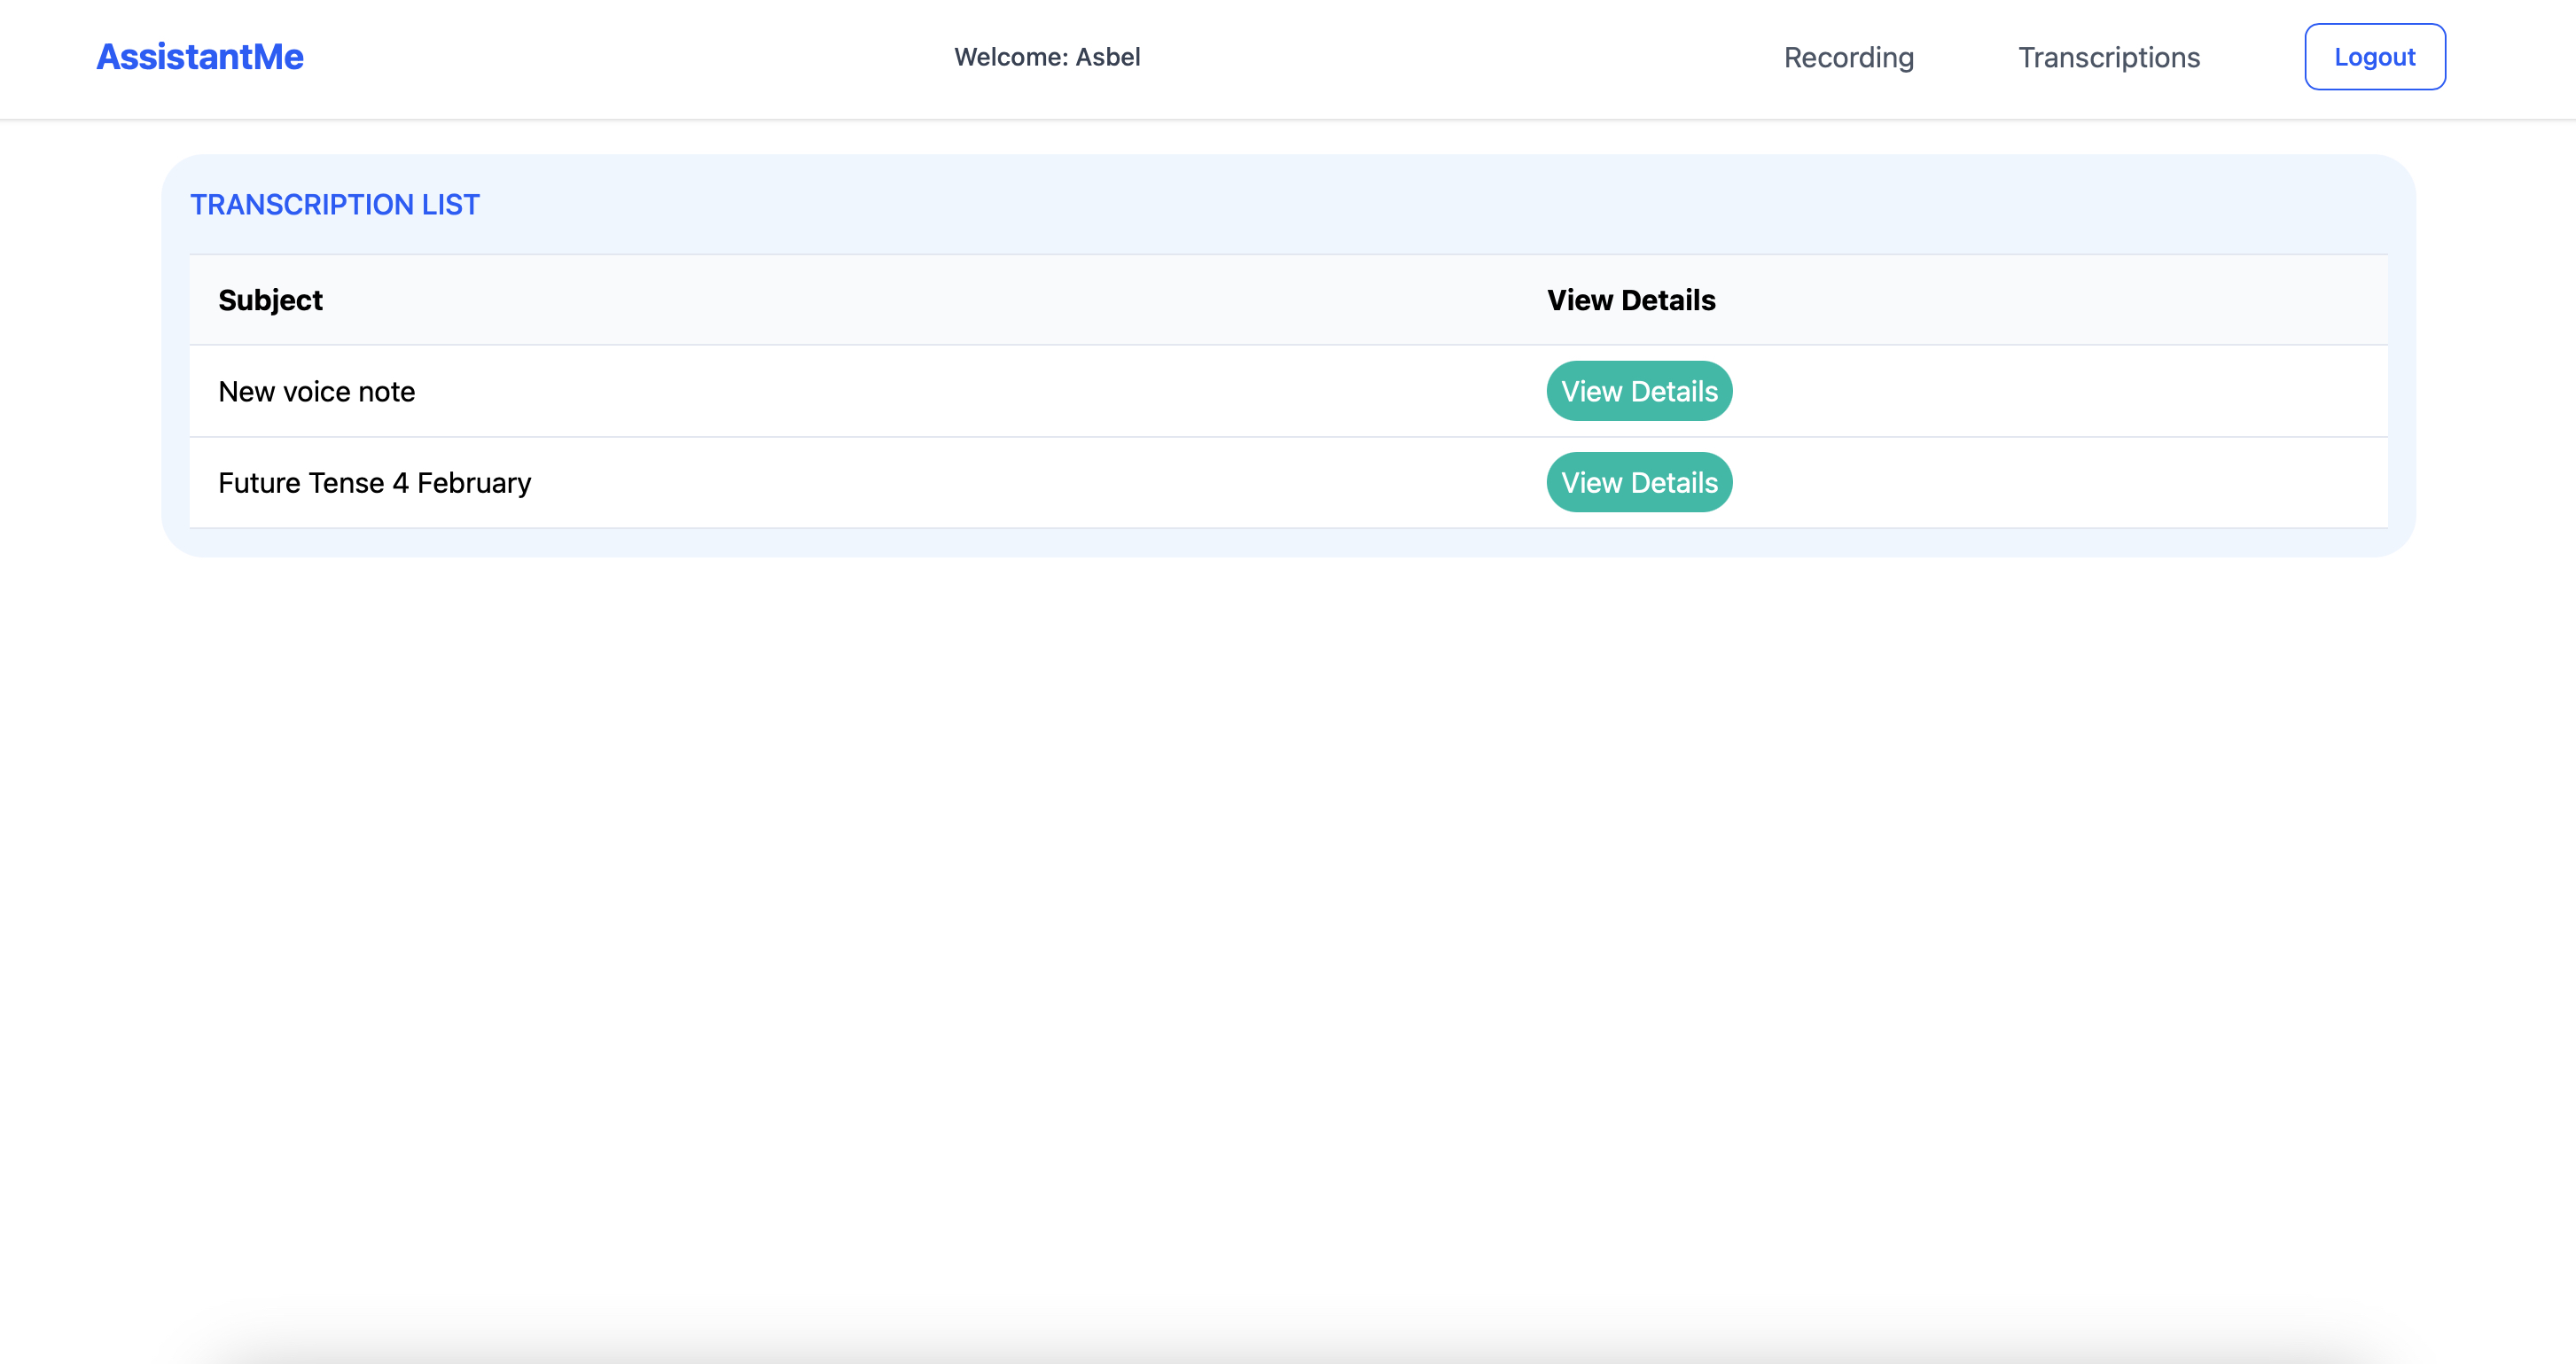 AssistantMe
Welcome: Asbel
Recording
Transcriptions
Logout
TRANSCRIPTION LIST
Subject View Details
New voice note View Details
Future Tense 4 February View Details